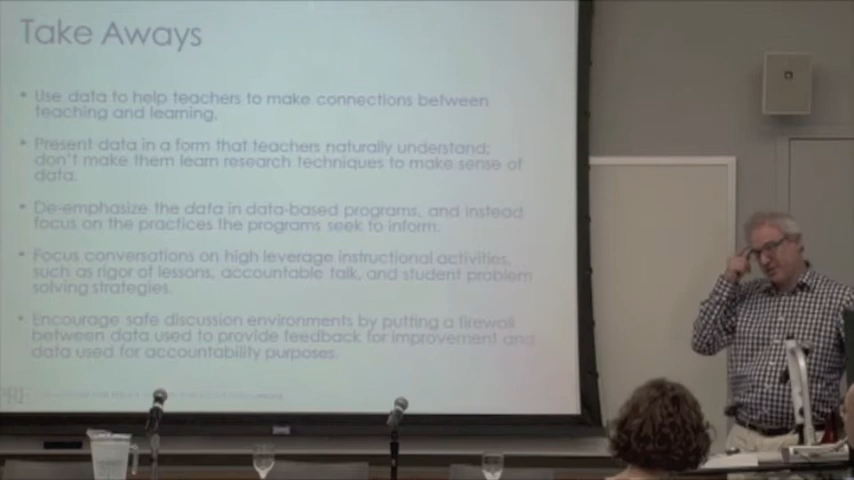 Take Aways
• Use data to help teachers to make connections between
teaching and learning.
• Present data in a form that teachers naturally understand;
don't make them learn research techniques to make sense of
data.
• De-emphasize the data in data-based programs, and instead
focus on the practices the programs seek to inform.
• Focus conversations on high leverage instructional activities,
such as rigor of lessons, accountable talk, and student problem
solving strategies.
• Encourage safe discussion environments by putting a firewall
between data used to provide feedback for improvement and
data used for accountability purposes.
PRE